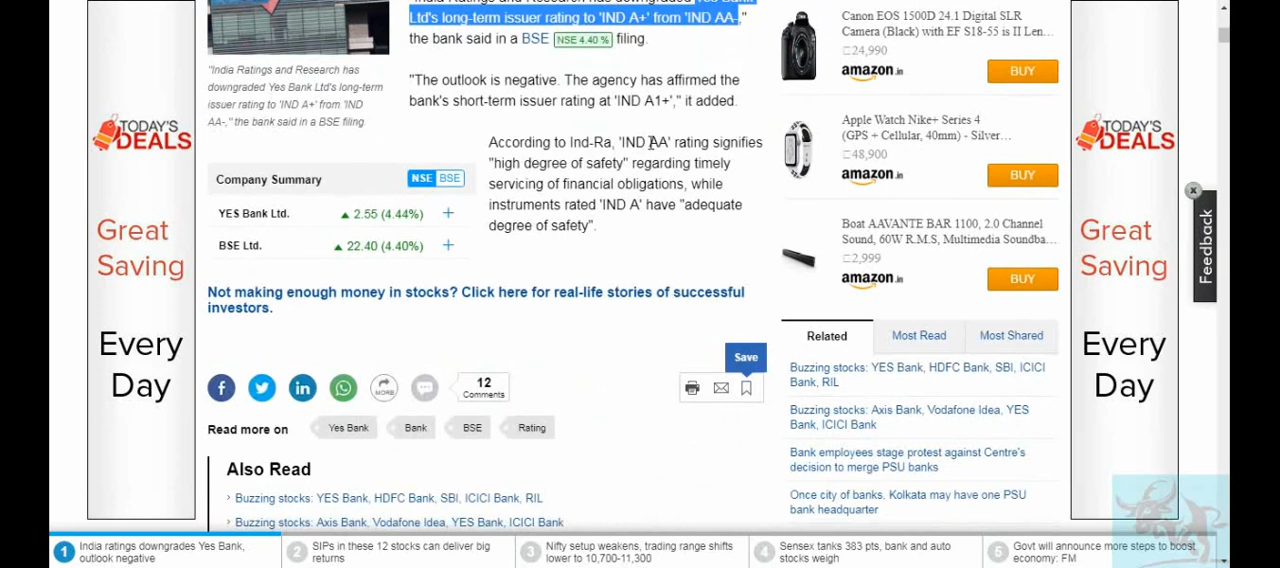 "India Ratings and Research has downgraded Yes Bank
Ltd's long-term issuer rating to 'IND A+' from 'IND AA-,"
the bank said in a BSE NSE 4.40 % filing.
"India Ratings and Research has
downgraded Yes Bank Ltd's long-term
issuer rating to 'IND A+' from 'IND
AA-," the bank said in a BSE filing
"The outlook is negative. The agency has affirmed the
bank's short-term issuer rating at 'IND A1+'," it added.
According to Ind-Ra, 'IND AA' rating signifies
"high degree of safety" regarding timely
servicing of financial obligations, while
instruments rated 'IND A' have "adequate
degree of safety".
Company Summary NSE BSE
YES Bank Ltd. ▲ 2.55 (4.44%) +
BSE Ltd. ▲ 22.40 (4.40%) +
Not making enough money in stocks? Click here for real-life stories of successful
investors.
Save
MORE
12
Comments
Read more on Yes Bank Bank BSE Rating
Also Read
Buzzing stocks: YES Bank, HDFC Bank, SBI, ICICI Bank, RIL
Buzzing stocks: Axis Bank, Vodafone Idea, YES Bank, ICICI Bank
TODAY'S
DEALS
Great
Saving
Every
Day
Canon EOS 1500D 24.1 Digital SLR
Camera (Black) with EF S18-55 is II Len...
24,990
amazon.in BUY
Apple Watch Nike+ Series 4
(GPS + Cellular, 40mm) - Silver...
48,900
amazon.in BUY
Boat AAVANTE BAR 1100, 2.0 Channel
Sound, 60W R.M.S, Multimedia Soundba...
2,999
amazon.in BUY
Related Most Read Most Shared
Buzzing stocks: YES Bank, HDFC Bank, SBI, ICICI
Bank, RIL
Buzzing stocks: Axis Bank, Vodafone Idea, YES
Bank, ICICI Bank
Bank employees stage protest against Centre's
decision to merge PSU banks
Once city of banks, Kolkata may have one PSU
bank headquarter
TODAY'S
DEALS
Great
Saving
Every
Day
x
Feedback
1 India ratings downgrades Yes Bank,
outlook negative
2 SIPs in these 12 stocks can deliver big
returns
3 Nifty setup weakens, trading range shifts
lower to 10,700-11,300
4 Sensex tanks 383 pts, bank and auto
stocks weigh
5 Govt will announce more steps to boost
economy: FM